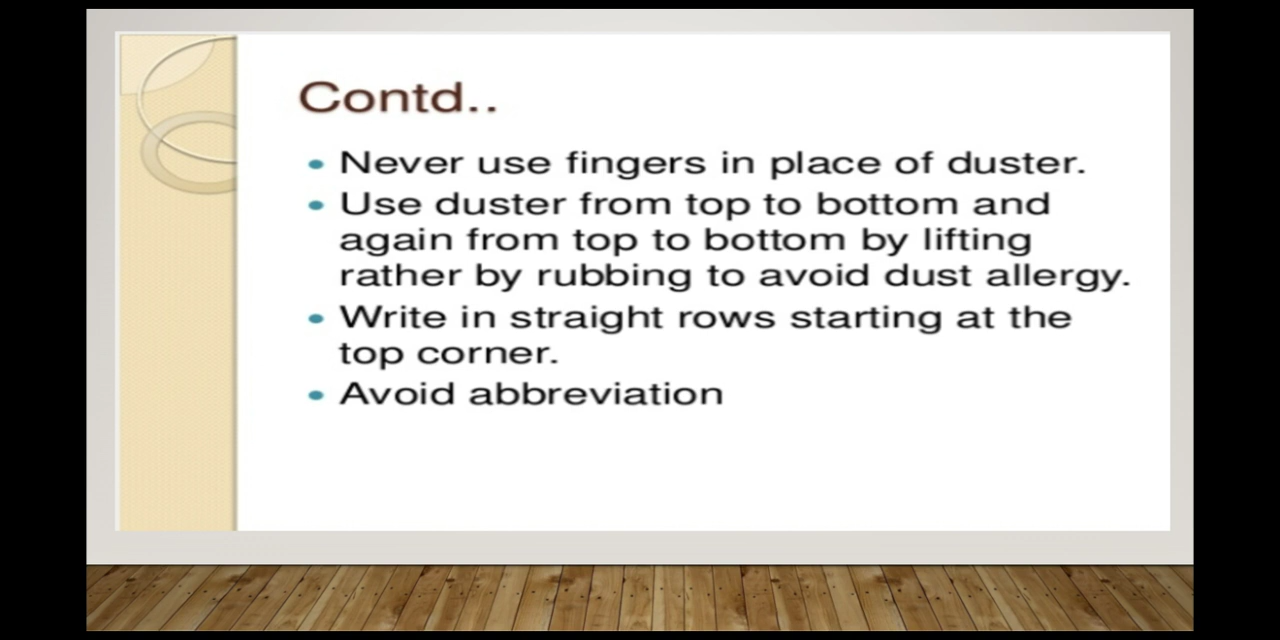 Contd..
• Never use fingers in place of duster.
• Use duster from top to bottom and
again from top to bottom by lifting
rather by rubbing to avoid dust allergy.
• Write in straight rows starting at the
top corner.
• Avoid abbreviation